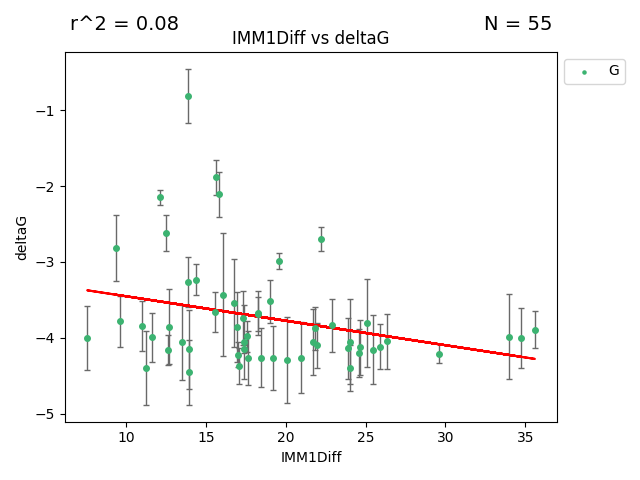 r^2 = 0.08
N = 55
IMM1Diff vs deltaG
G
−1
−2
−3
−4
−5
deltaG
10 15 20 25 30 35
IMM1Diff